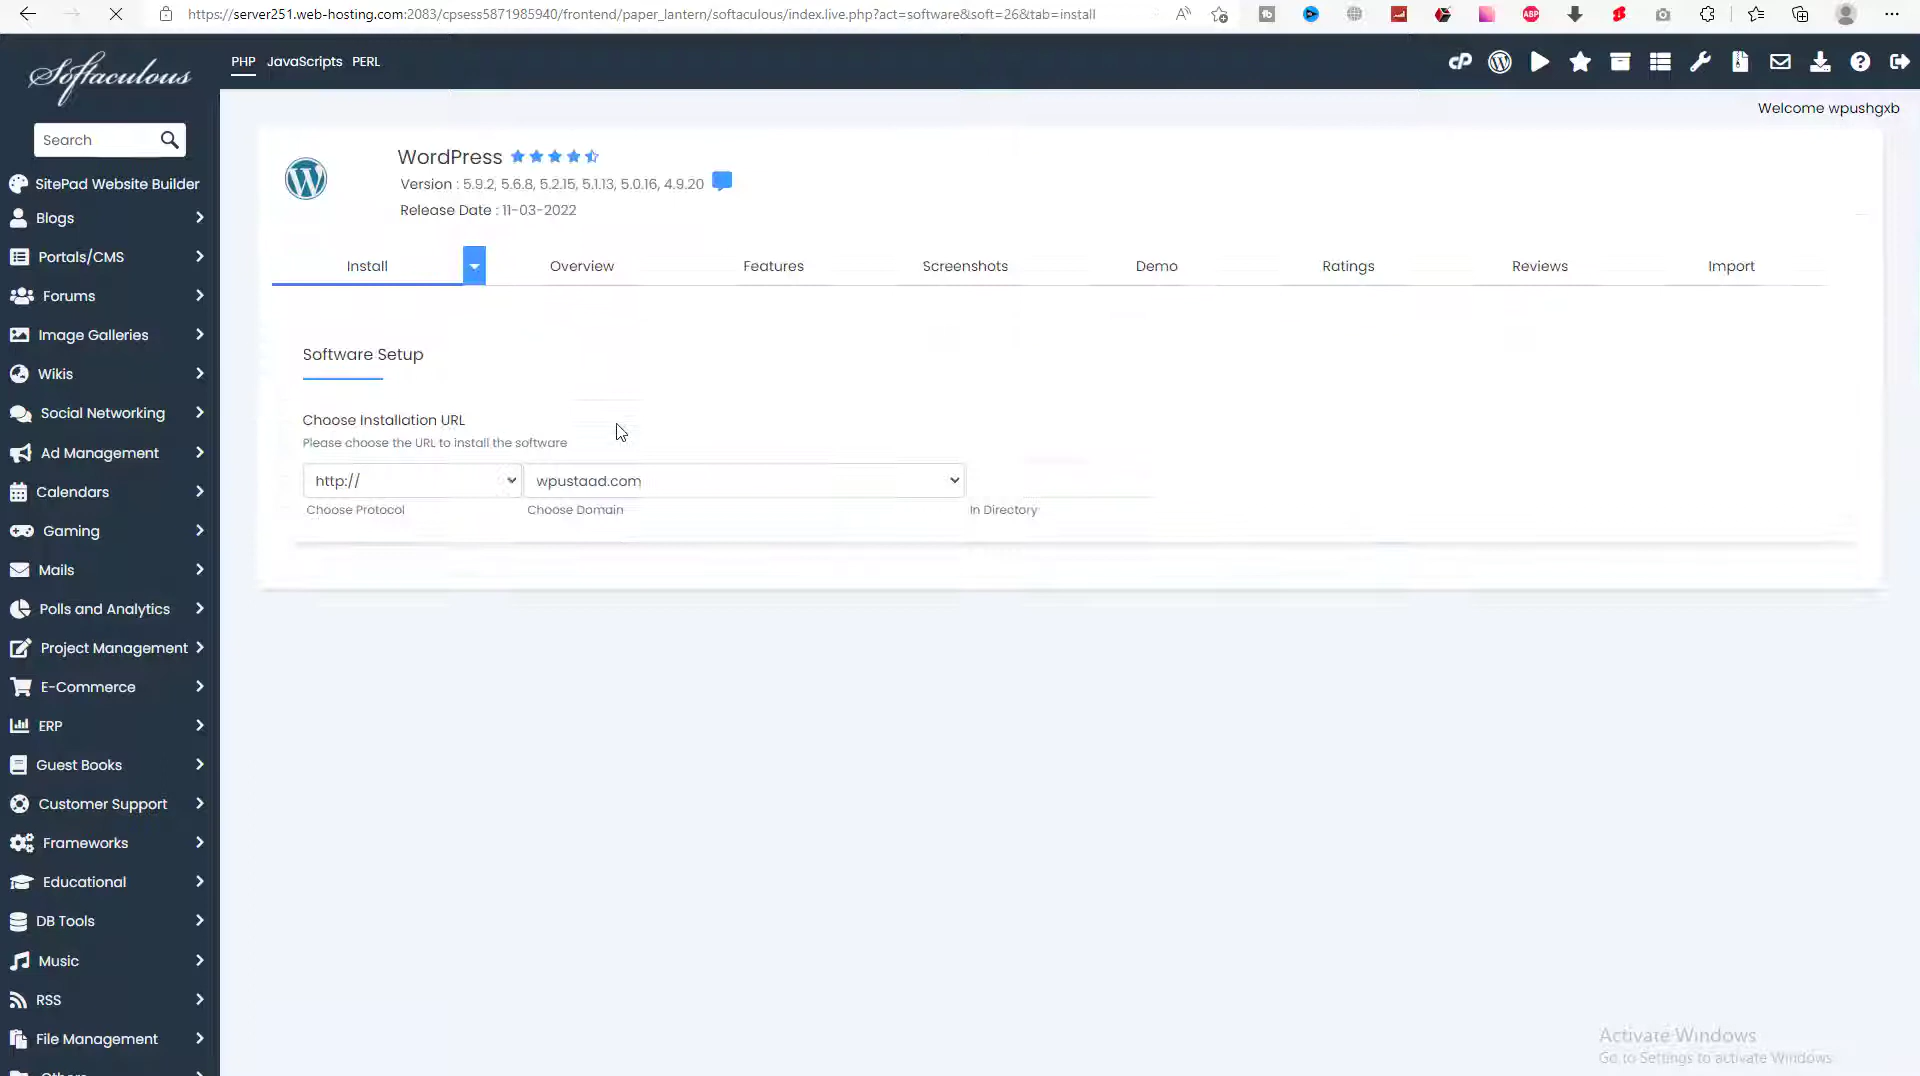 https://server251.web-hosting.com:2083/cpsess5871985940/frontend/paper_lantern/softaculous/index.live.php?act=software&soft=26&tab=install
Softaculous
PHP JavaScripts PERL
Welcome wpushgxb
Search
SitePad Website Builder
Blogs
Portals/CMS
Forums
Image Galleries
Wikis
Social Networking
Ad Management
Calendars
Gaming
Mails
Polls and Analytics
Project Management
E-Commerce
ERP
Guest Books
Customer Support
Frameworks
Educational
DB Tools
Music
RSS
File Management
Others
WordPress
Version : 5.9.2, 5.6.8, 5.2.15, 5.1.13, 5.0.16, 4.9.20
Release Date : 11-03-2022
Install Overview Features Screenshots Demo Ratings Reviews Import
Software Setup
Choose Installation URL
Please choose the URL to install the software
http:// wpustaad.com
Choose Protocol Choose Domain In Directory
Activate Windows
Go to Settings to activate Windows.